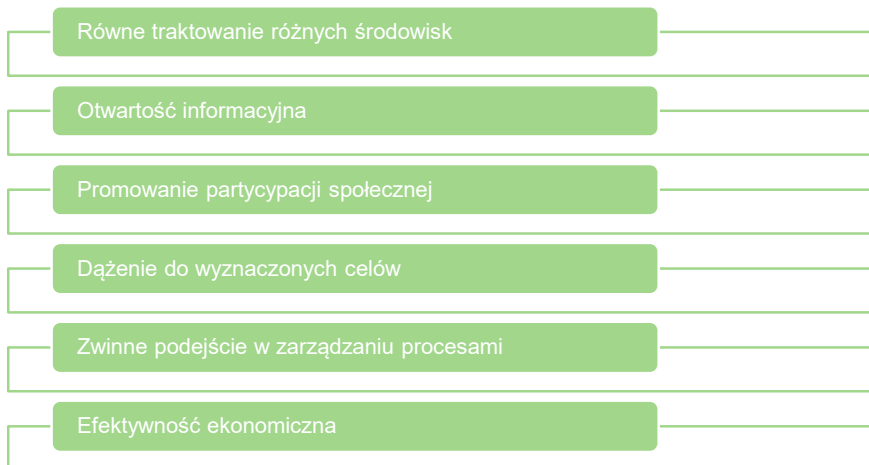 Równe traktowanie różnych środowisk
Otwartość informacyjna
Promowanie partycypacji społecznej
Dążenie do wyznaczonych celów
Zwinne podejście w zarządzaniu procesami
Efektywność ekonomiczna